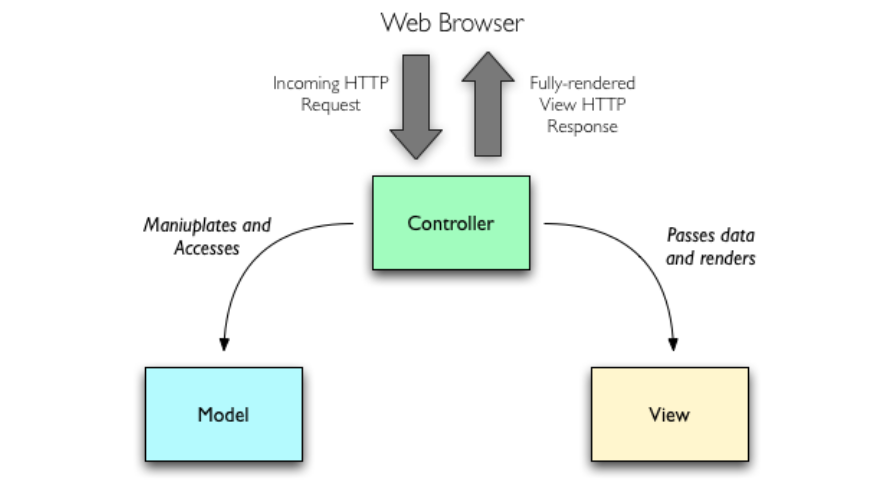 Web Browser
Incoming HTTP
Request
Fully-rendered
View HTTP
Response
Controller
Maniuplates and
Accesses
Passes data
and renders
Model
View